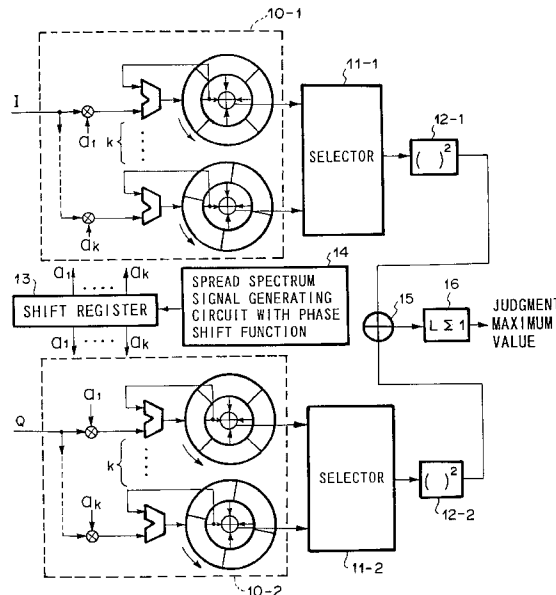 10-1
11-1
I
a1
k
ak
SELECTOR
12-1
( )²
13
a1 ..... ak
SHIFT REGISTER
a1 ..... ak
14
SPREAD SPECTRUM
SIGNAL GENERATING
CIRCUIT WITH PHASE
SHIFT FUNCTION
15
16
L Σ 1
JUDGMENT
MAXIMUM
VALUE
Q
a1
k
ak
SELECTOR
( )²
12-2
11-2
10-2